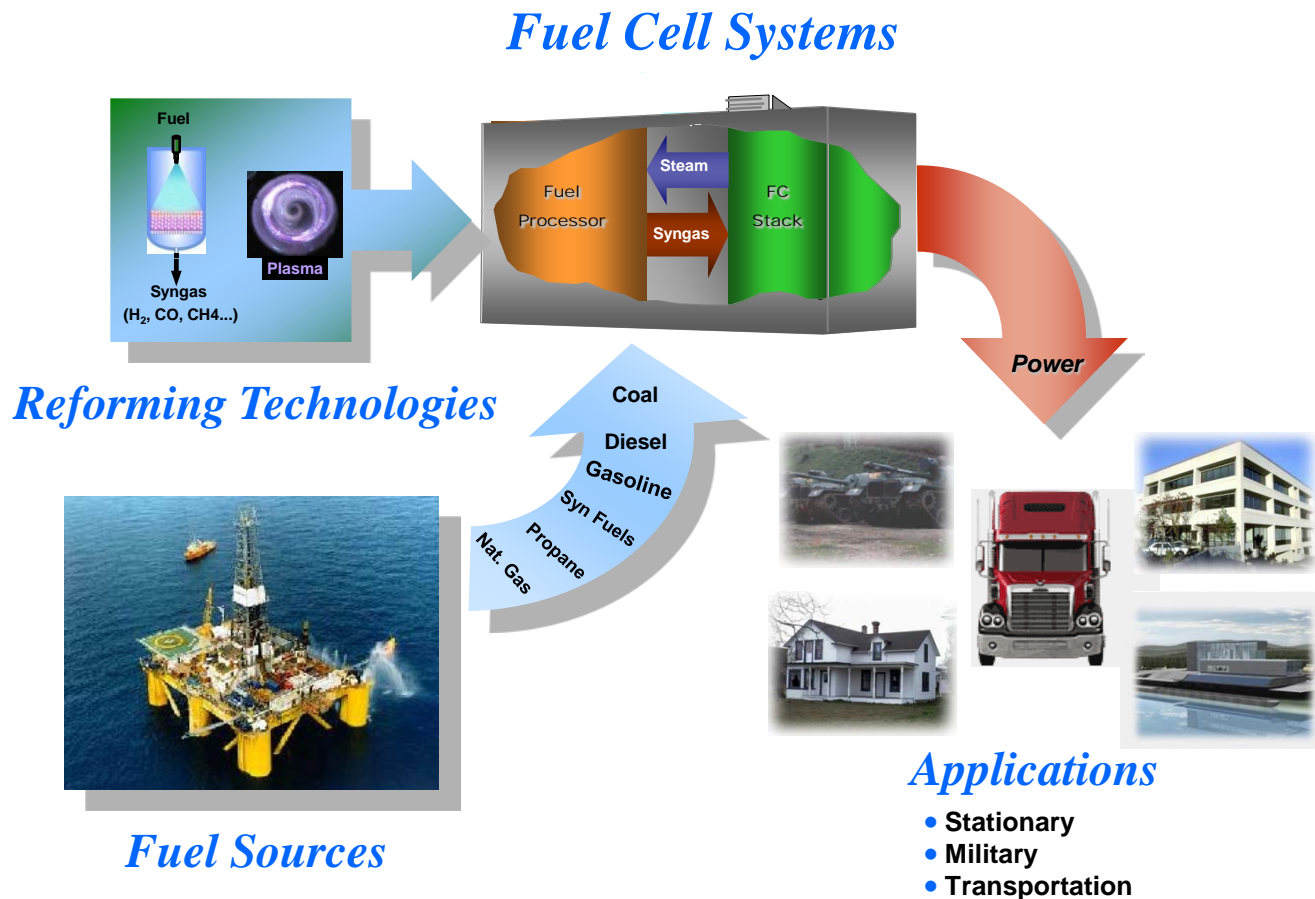 Fuel Cell Systems
Fuel
Plasma
Syngas
(H₂, CO, CH4...)
Reforming Technologies
Fuel
Processor
Steam
Syngas
FC
Stack
Power
Coal
Diesel
Gasoline
Syn Fuels
Propane
Nat. Gas
Fuel Sources
Applications
• Stationary
• Military
• Transportation